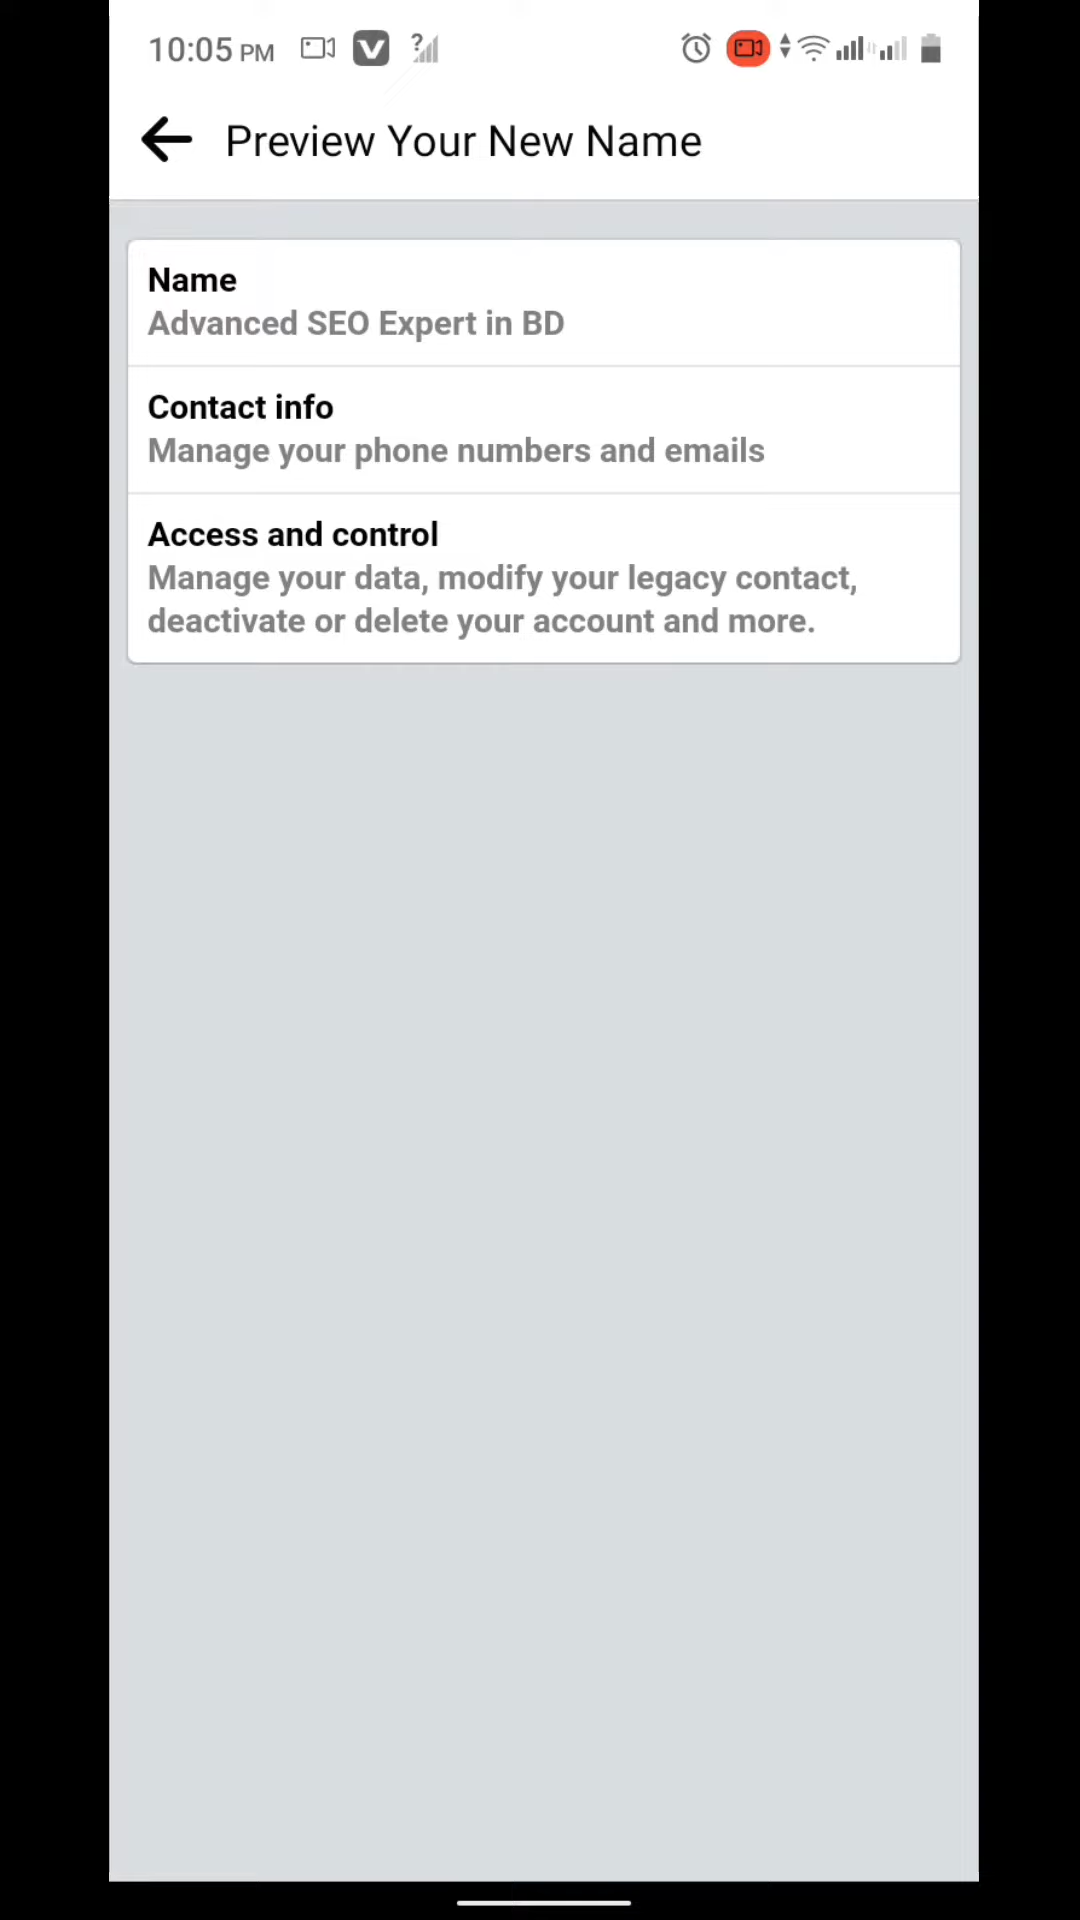 10:05 PM
Preview Your New Name
Name
Advanced SEO Expert in BD
Contact info
Manage your phone numbers and emails
Access and control
Manage your data, modify your legacy contact,
deactivate or delete your account and more.